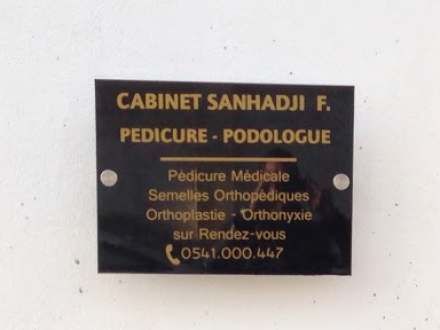 CABINET SANHADJI F.
PEDICURE - PODOLOGUE
Pédicure Médicale
Semelles Orthopédiques
Orthoplastie - Orthonyxie
sur Rendez-vous
0541.000.447